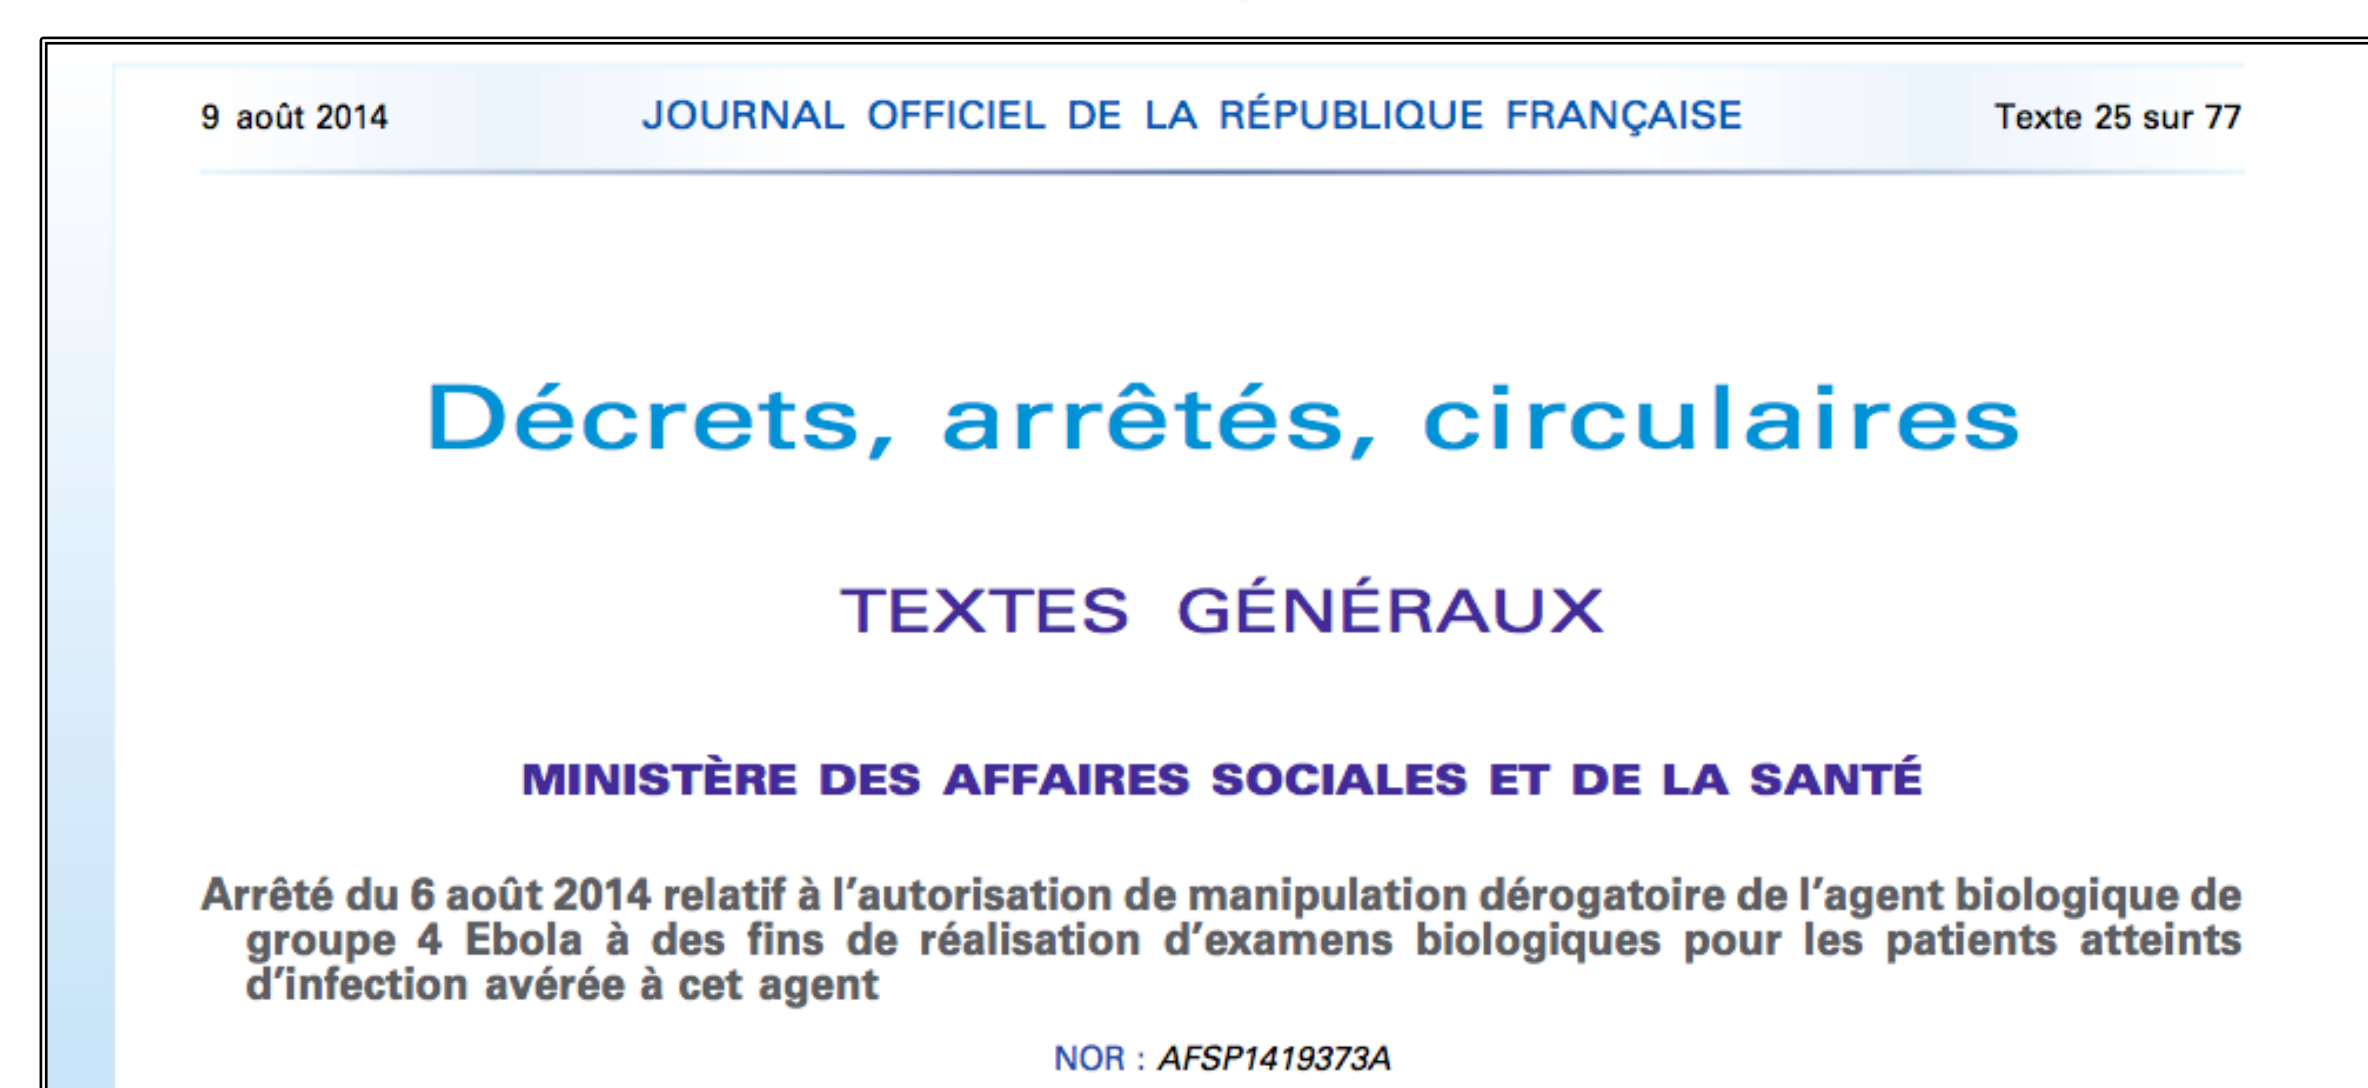 9 août 2014
JOURNAL OFFICIEL DE LA RÉPUBLIQUE FRANÇAISE
Texte 25 sur 77
Décrets, arrêtés, circulaires
TEXTES GÉNÉRAUX
MINISTÈRE DES AFFAIRES SOCIALES ET DE LA SANTÉ
Arrêté du 6 août 2014 relatif à l’autorisation de manipulation dérogatoire de l’agent biologique de
groupe 4 Ebola à des fins de réalisation d’examens biologiques pour les patients atteints
d’infection avérée à cet agent
NOR : AFSP1419373A